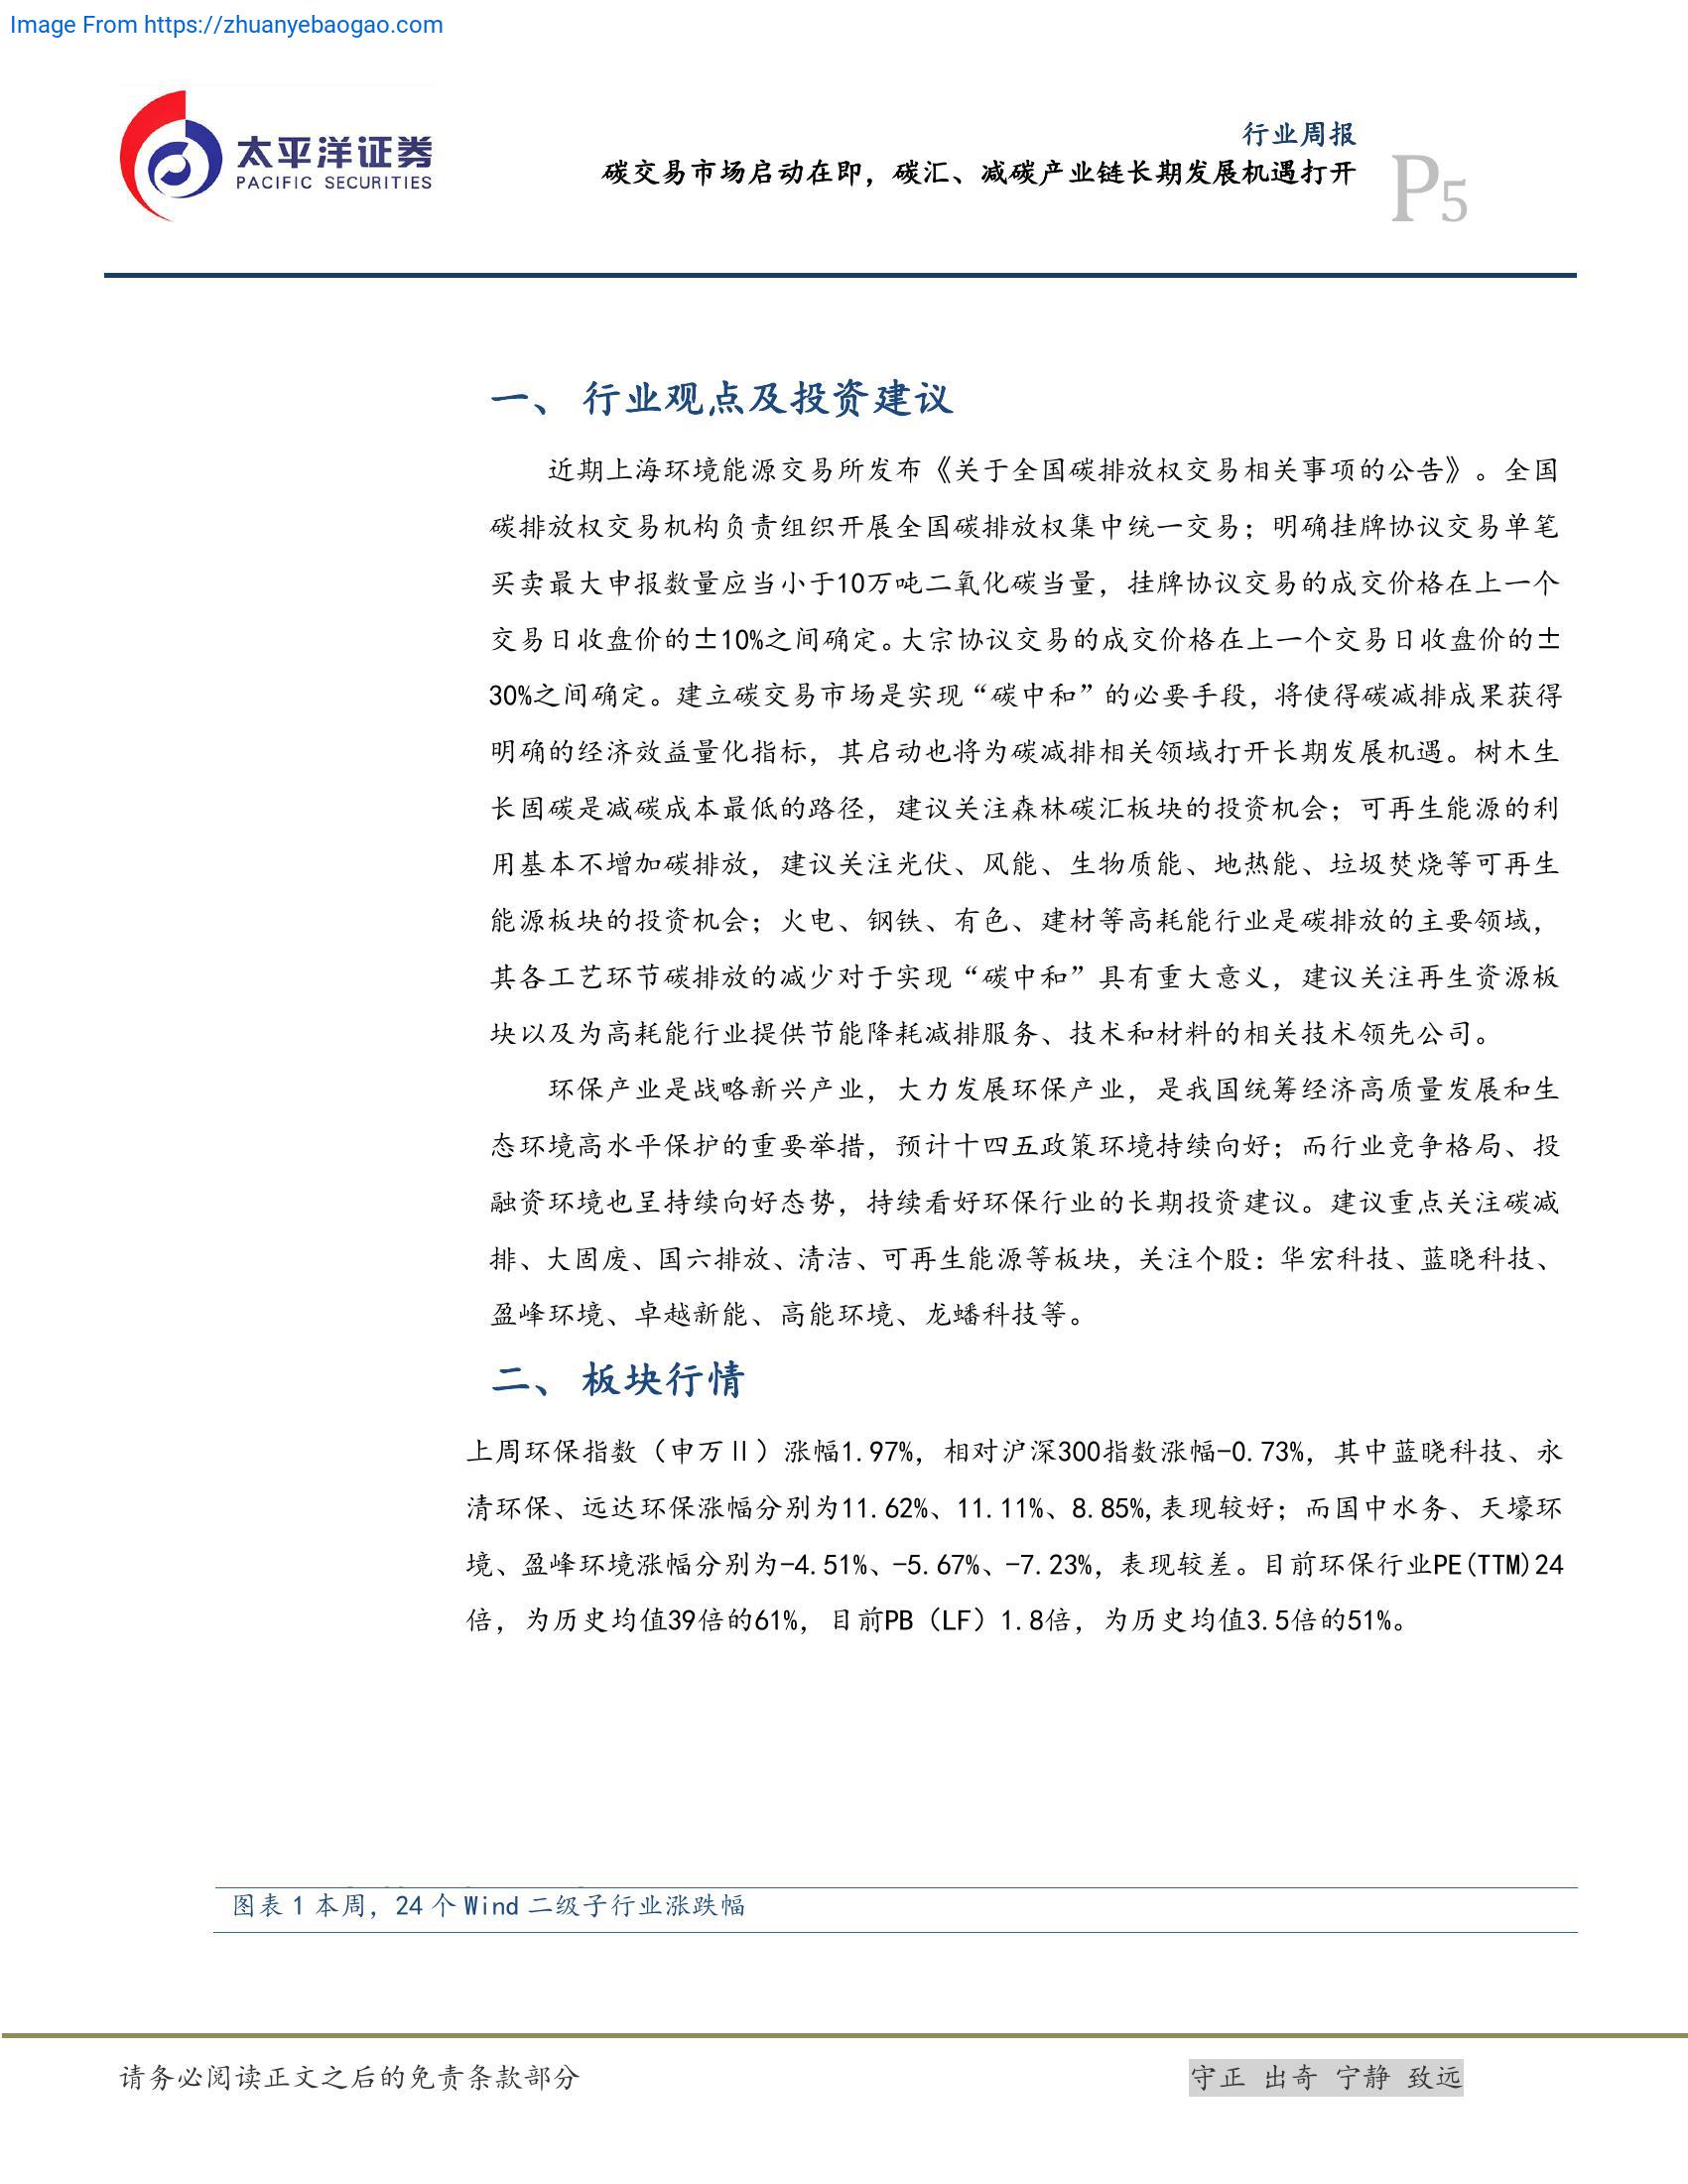 Image From https://zhuanyebaogao.com
太平洋证券
PACIFIC SECURITIES
行业周报
碳交易市场启动在即，碳汇、减碳产业链长期发展机遇打开
P5
一、 行业观点及投资建议
近期上海环境能源交易所发布《关于全国碳排放权交易相关事项的公告》。全国
碳排放权交易机构负责组织开展全国碳排放权集中统一交易；明确挂牌协议交易单笔
买卖最大申报数量应当小于10万吨二氧化碳当量，挂牌协议交易的成交价格在上一个
交易日收盘价的±10%之间确定。大宗协议交易的成交价格在上一个交易日收盘价的±
30%之间确定。建立碳交易市场是实现“碳中和”的必要手段，将使得碳减排成果获得
明确的经济效益量化指标，其启动也将为碳减排相关领域打开长期发展机遇。树木生
长固碳是减碳成本最低的路径，建议关注森林碳汇板块的投资机会；可再生能源的利
用基本不增加碳排放，建议关注光伏、风能、生物质能、地热能、垃圾焚烧等可再生
能源板块的投资机会；火电、钢铁、有色、建材等高耗能行业是碳排放的主要领域，
其各工艺环节碳排放的减少对于实现“碳中和”具有重大意义，建议关注再生资源板
块以及为高耗能行业提供节能降耗减排服务、技术和材料的相关技术领先公司。
环保产业是战略新兴产业，大力发展环保产业，是我国统筹经济高质量发展和生
态环境高水平保护的重要举措，预计十四五政策环境持续向好；而行业竞争格局、投
融资环境也呈持续向好态势，持续看好环保行业的长期投资建议。建议重点关注碳减
排、大固废、国六排放、清洁、可再生能源等板块，关注个股：华宏科技、蓝晓科技、
盈峰环境、卓越新能、高能环境、龙蟠科技等。
二、 板块行情
上周环保指数（申万Ⅱ）涨幅1.97%，相对沪深300指数涨幅-0.73%，其中蓝晓科技、永
清环保、远达环保涨幅分别为11.62%、11.11%、8.85%,表现较好；而国中水务、天壕环
境、盈峰环境涨幅分别为-4.51%、-5.67%、-7.23%，表现较差。目前环保行业PE(TTM)24
倍，为历史均值39倍的61%，目前PB（LF）1.8倍，为历史均值3.5倍的51%。
图表 1 本周，24 个 Wind 二级子行业涨跌幅
请务必阅读正文之后的免责条款部分
守正 出奇 宁静 致远